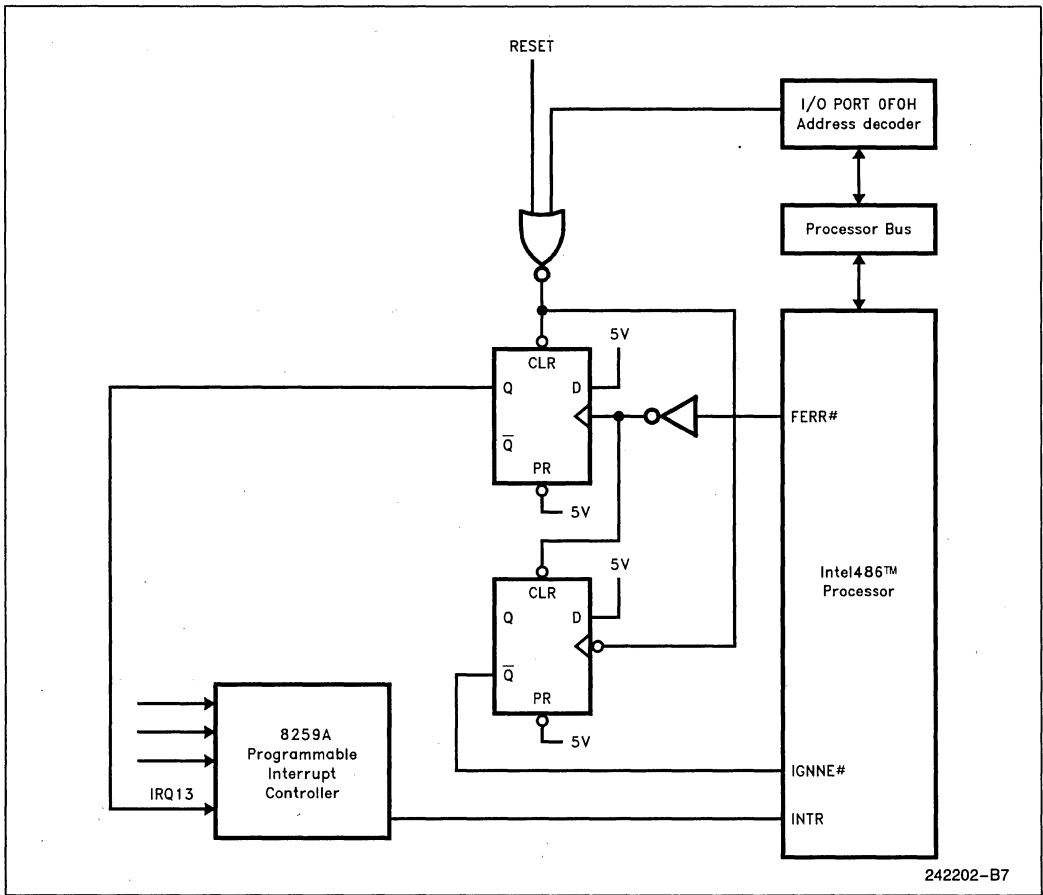 RESET
I/O PORT 0F0H
Address decoder
Processor Bus
5V
CLR
Q
D
FERR#
Q̅
PR
5V
5V
CLR
Q
D
Intel486™
Processor
Q̅
PR
5V
8259A
Programmable
Interrupt
Controller
IRQ13
IGNNE#
INTR
242202-B7